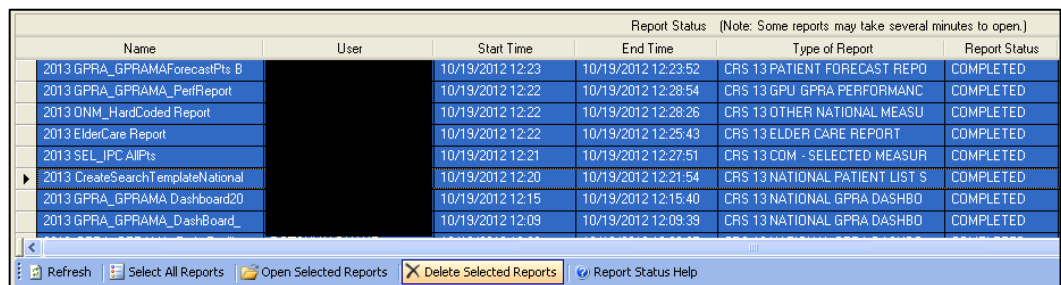 Report Status (Note: Some reports may take several minutes to open.)
Name User Start Time End Time Type of Report Report Status
2013 GPRA_GPRAMAForecastPts B 10/19/2012 12:23 10/19/2012 12:23:52 CRS 13 PATIENT FORECAST REPO COMPLETED
2013 GPRA_GPRAMA_PerfReport 10/19/2012 12:22 10/19/2012 12:28:54 CRS 13 GPU GPRA PERFORMANC COMPLETED
2013 ONM_HardCoded Report 10/19/2012 12:22 10/19/2012 12:28:26 CRS 13 OTHER NATIONAL MEASU COMPLETED
2013 ElderCare Report 10/19/2012 12:22 10/19/2012 12:25:43 CRS 13 ELDER CARE REPORT COMPLETED
2013 SEL_IPC AllPts 10/19/2012 12:21 10/19/2012 12:27:51 CRS 13 COM - SELECTED MEASUR COMPLETED
2013 CreateSearchTemplateNational 10/19/2012 12:20 10/19/2012 12:21:54 CRS 13 NATIONAL PATIENT LIST S COMPLETED
2013 GPRA_GPRAMA Dashboard20 10/19/2012 12:15 10/19/2012 12:15:40 CRS 13 NATIONAL GPRA DASHBO COMPLETED
2013 GPRA_GPRAMA_DashBoard_ 10/19/2012 12:09 10/19/2012 12:09:39 CRS 13 NATIONAL GPRA DASHBO COMPLETED
Refresh Select All Reports Open Selected Reports Delete Selected Reports Report Status Help